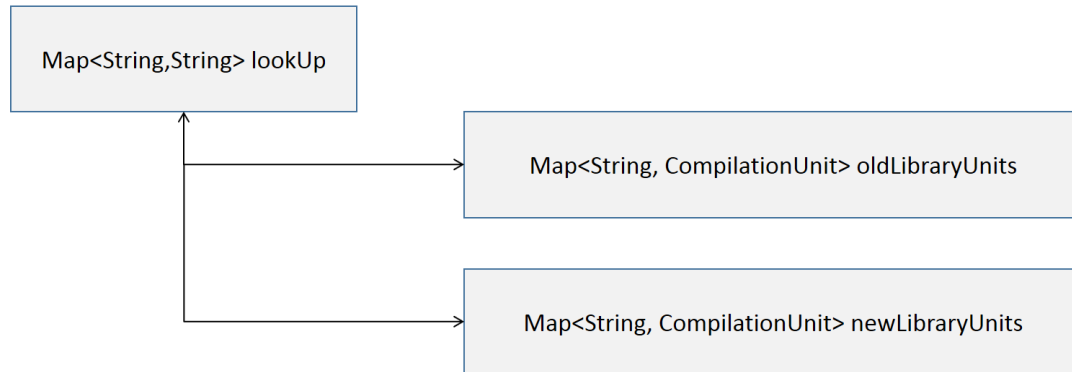 Map<String,String> lookUp
Map<String, CompilationUnit> oldLibraryUnits
Map<String, CompilationUnit> newLibraryUnits